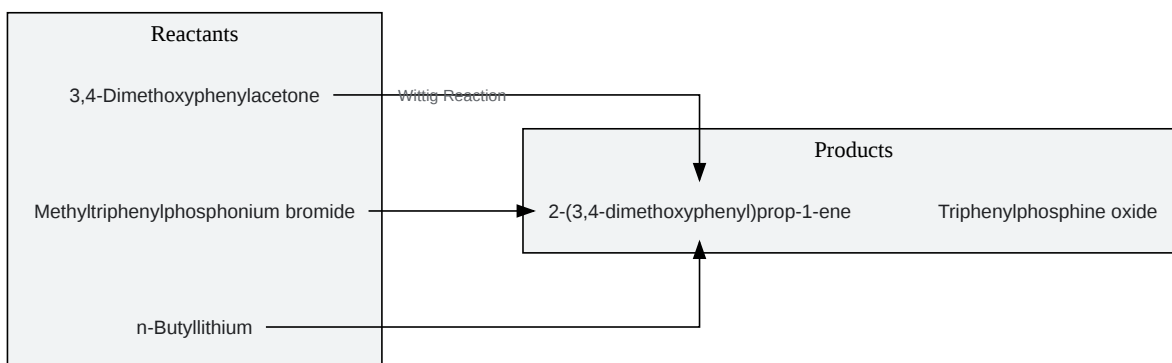 Reactants
3,4-Dimethoxyphenylacetone
Wittig Reaction
Products
Methyltriphenylphosphonium bromide
2-(3,4-dimethoxyphenyl)prop-1-ene
Triphenylphosphine oxide
n-Butyllithium